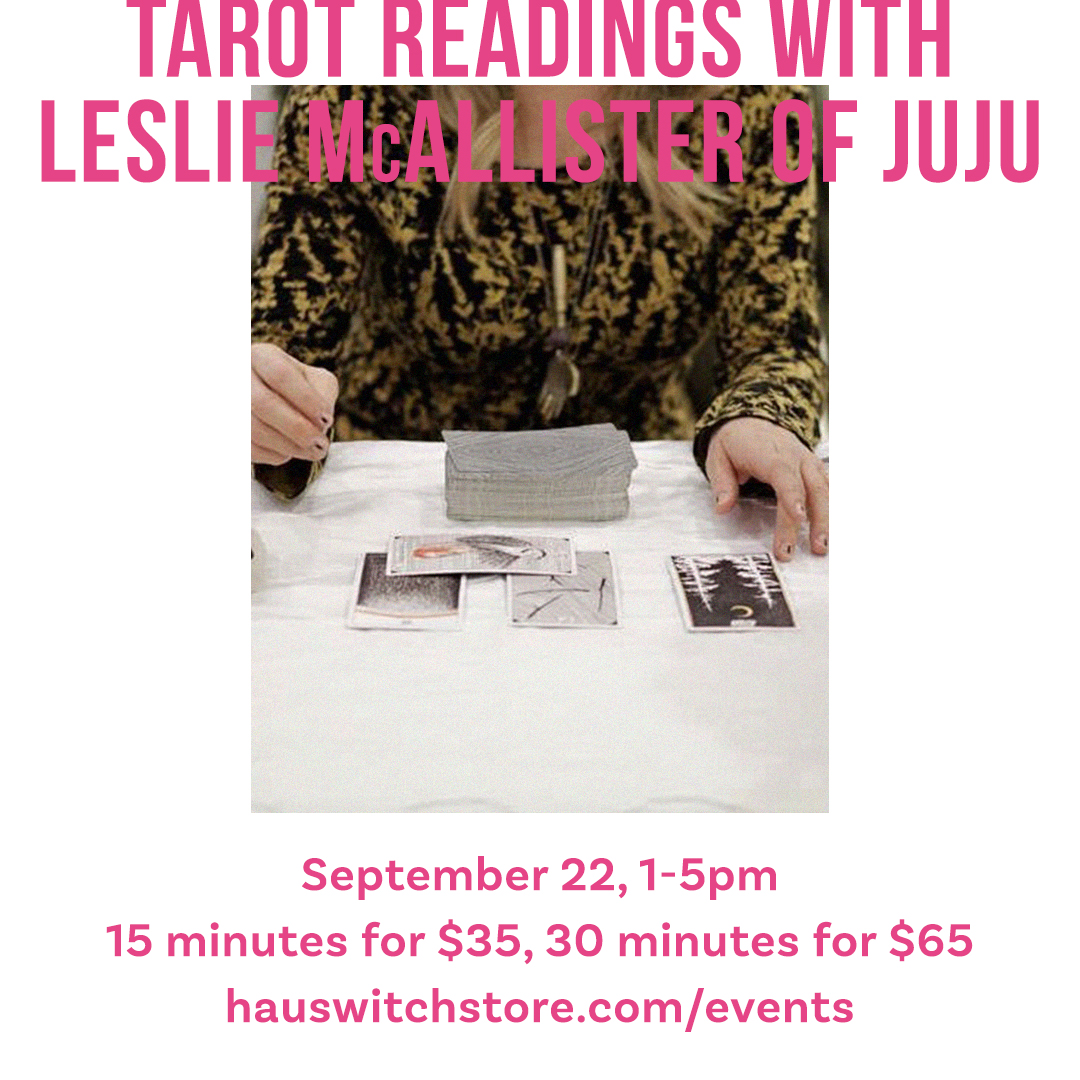 TAROT READINGS WITH
LESLIE McALLISTER OF JUJU
September 22, 1-5pm
15 minutes for $35, 30 minutes for $65
hauswitchstore.com/events